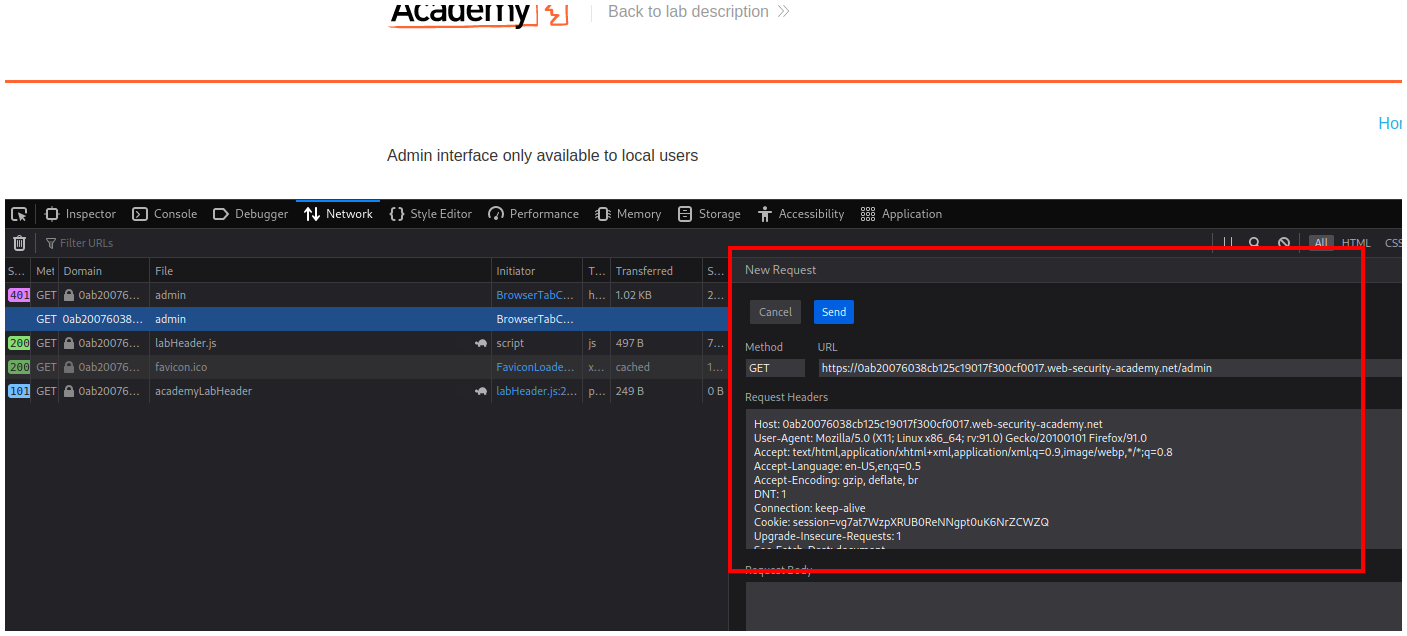 Academy Back to lab description
Hor
Admin interface only available to local users
Inspector Console Debugger Network Style Editor Performance Memory Storage Accessibility Application
Filter URLs All HTML CSS
S... Met Domain File Initiator T... Transferred S... New Request
401 GET 0ab20076... admin BrowserTabC... h... 1.02 KB 2...
Cancel Send
GET 0ab20076038... admin BrowserTabC...
200 GET 0ab20076... labHeader.js script js 497 B 7...
Method URL
200 GET 0ab20076... favicon.ico FaviconLoade... x... cached 1...
GET https://0ab20076038cb125c19017f300cf0017.web-security-academy.net/admin
101 GET 0ab20076... academyLabHeader labHeader.js:2... p... 249 B 0 B
Request Headers
Host: 0ab20076038cb125c19017f300cf0017.web-security-academy.net
User-Agent: Mozilla/5.0 (X11; Linux x86_64; rv:91.0) Gecko/20100101 Firefox/91.0
Accept: text/html,application/xhtml+xml,application/xml;q=0.9,image/webp,*/*;q=0.8
Accept-Language: en-US,en;q=0.5
Accept-Encoding: gzip, deflate, br
DNT: 1
Connection: keep-alive
Cookie: session=vg7at7WzpXRUB0ReNNgpt0uK6NrZCWZQ
Upgrade-Insecure-Requests: 1
Sec-Fetch-Dest: document
Request Body